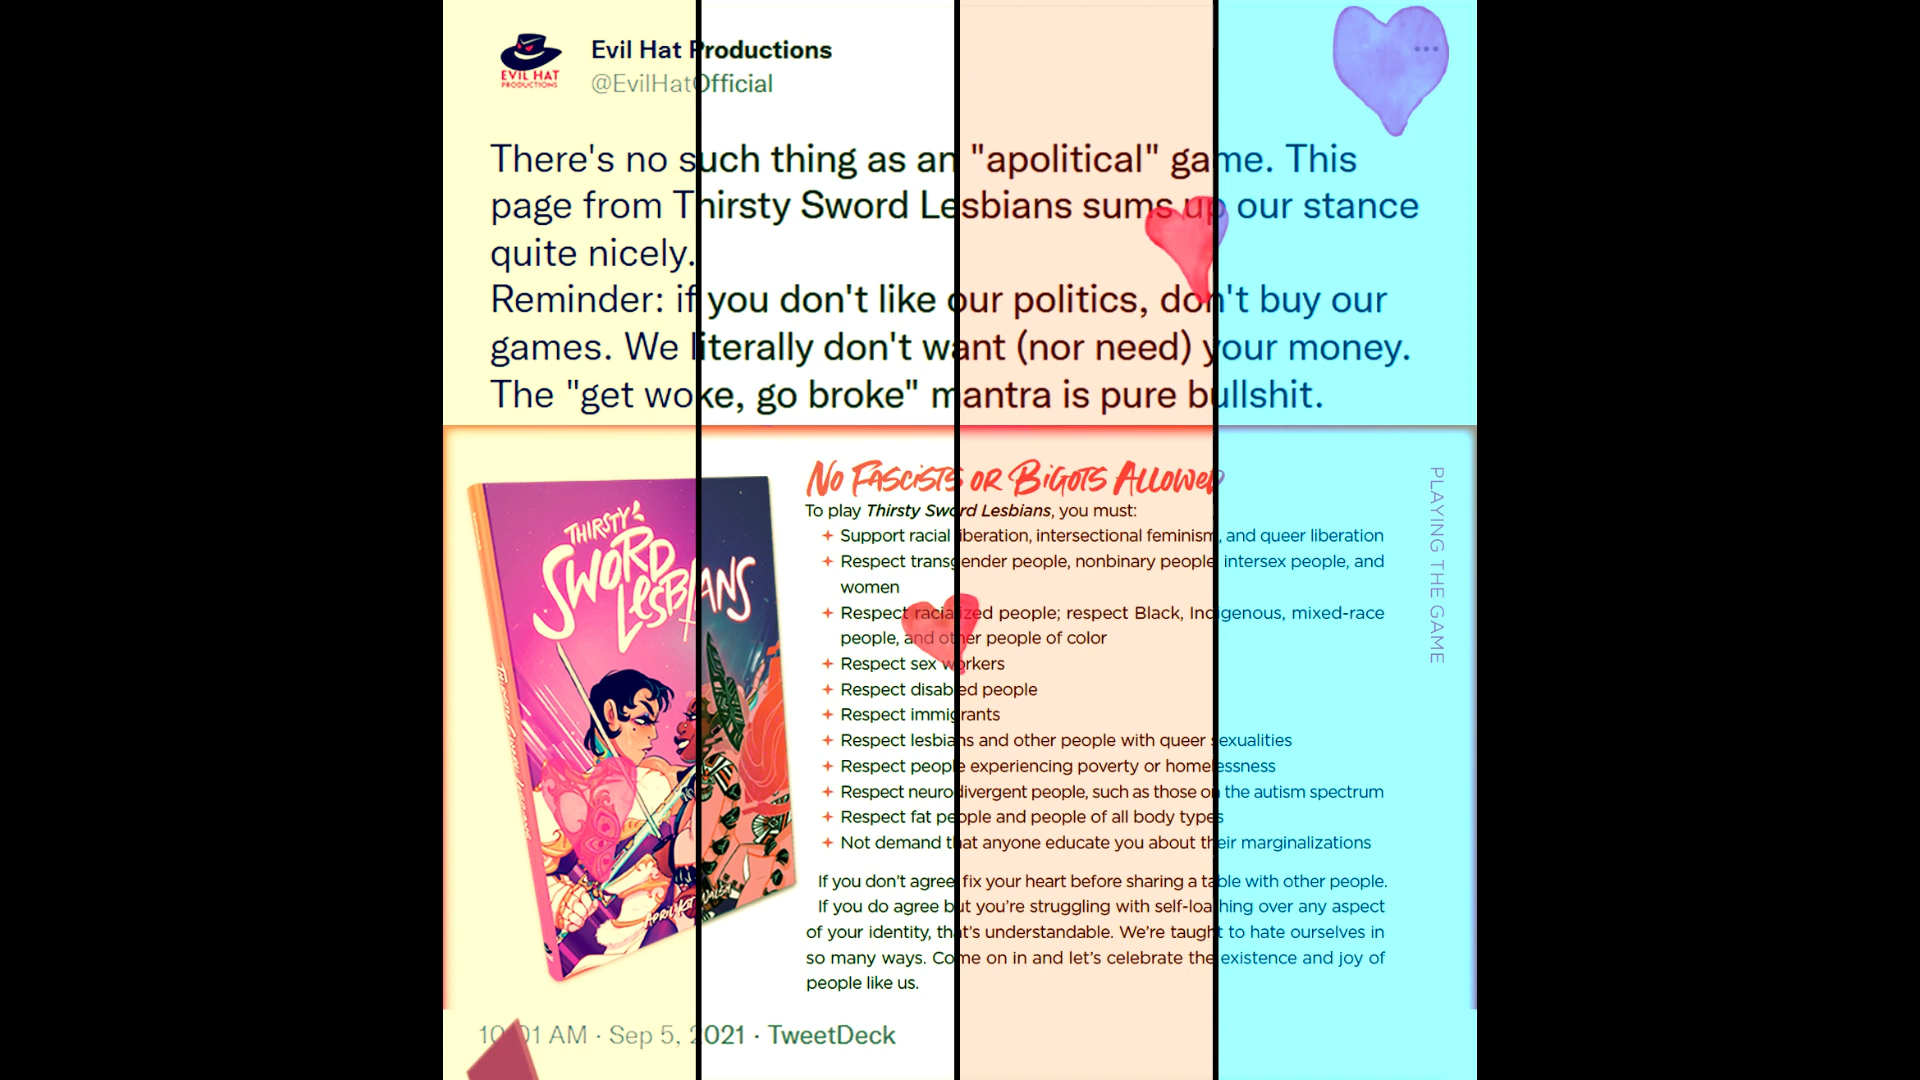 EVIL HAT
PRODUCTIONS
Evil Hat Productions
@EvilHatOfficial
There's no such thing as an "apolitical" game. This
page from Thirsty Sword Lesbians sums up our stance
quite nicely.
Reminder: if you don't like our politics, don't buy our
games. We literally don't want (nor need) your money.
The "get woke, go broke" mantra is pure bullshit.
THIRSTY
SWORD
LESBIANS
No Fascists or Bigots Allowed
To play Thirsty Sword Lesbians, you must:
Support racial liberation, intersectional feminism, and queer liberation
Respect transgender people, nonbinary people, intersex people, and
women
Respect racialized people; respect Black, Indigenous, mixed-race
people, and other people of color
Respect sex workers
Respect disabled people
Respect immigrants
Respect lesbians and other people with queer sexualities
Respect people experiencing poverty or homelessness
Respect neurodivergent people, such as those on the autism spectrum
Respect fat people and people of all body types
Not demand that anyone educate you about their marginalizations
If you don't agree, fix your heart before sharing a table with other people.
If you do agree but you're struggling with self-loathing over any aspect
of your identity, that's understandable. We're taught to hate ourselves in
so many ways. Come on in and let's celebrate the existence and joy of
people like us.
PLAYING THE GAME
10:01 AM · Sep 5, 2021 · TweetDeck